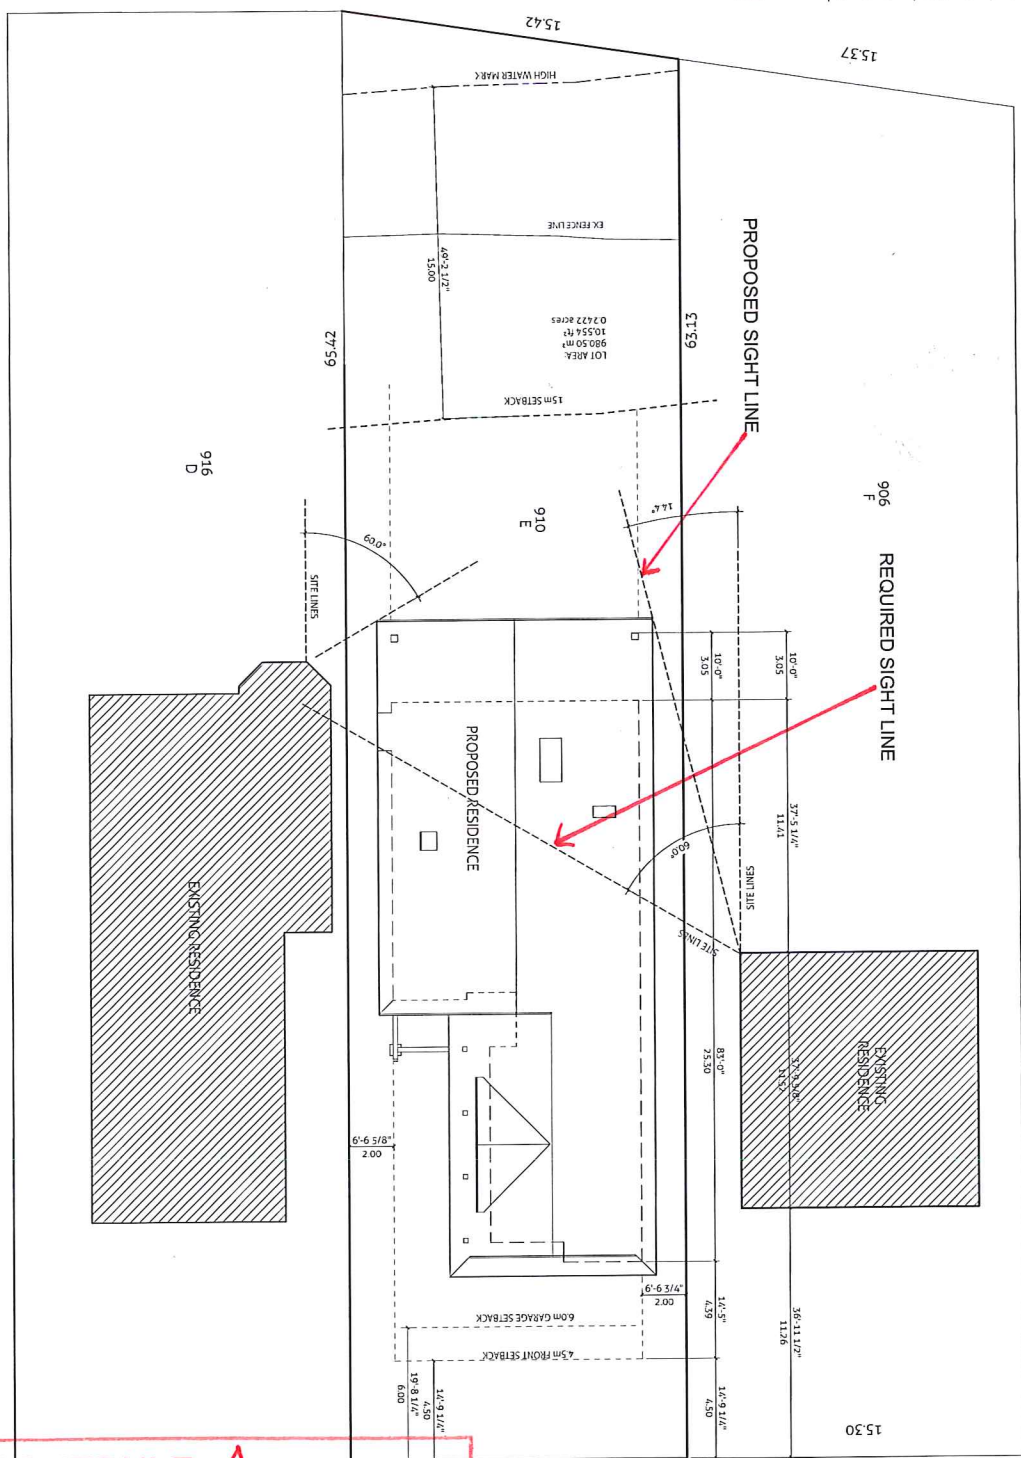 15.42
15.37
HIGH WATER MARK
EX. FENCE LINE
49'-2 1/2"
15.00
LOT AREA:
980.50 m²
10,554 ft²
0.2422 acres
65.42
63.13
15m SETBACK
PROPOSED SIGHT LINE
906
F
REQUIRED SIGHT LINE
916
D
910
E
14.4°
60.0°
SITE LINES
10'-0"
3.05
10'-0"
3.05
PROPOSED RESIDENCE
37'-5 1/4"
11.41
60.0°
SITE LINES
SITE LINES
EXISTING RESIDENCE
EXISTING
RESIDENCE
37'-9 5/8"
11.52
83'-0"
25.30
6'-6 5/8"
2.00
6'-6 3/4"
2.00
14'-5"
4.39
36'-11 1/2"
11.26
6.0m GARAGE SETBACK
4.5m FRONT SETBACK
19'-8 1/4"
6.00
14'-9 1/4"
4.50
14'-9 1/4"
4.50
15.30